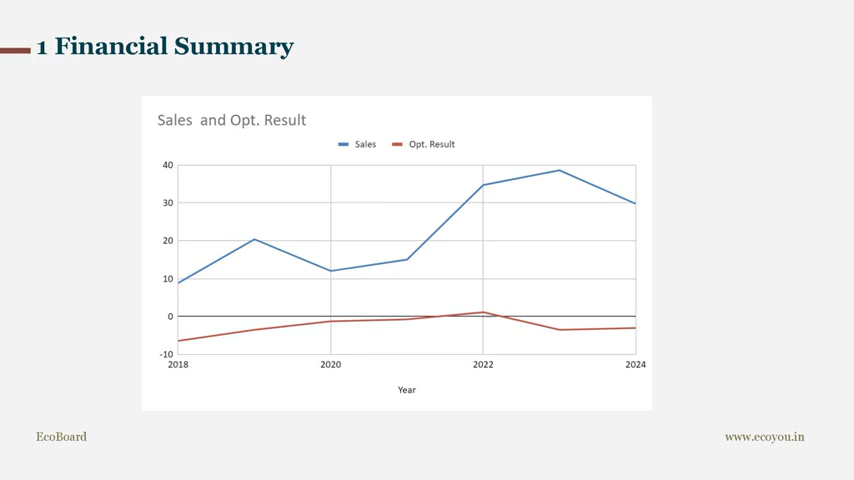 1 Financial Summary
Sales and Opt. Result
Sales Opt. Result
40
30
20
10
0
-10
2018 2020 2022 2024
Year
EcoBoard www.ecoyou.in